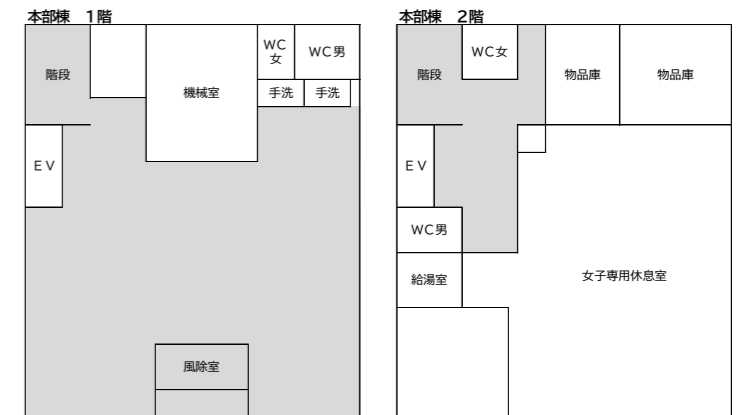 本部棟 1階
階段
機械室
WC
女
WC男
手洗
手洗
EV
風除室
本部棟 2階
階段
WC女
物品庫
物品庫
EV
WC男
給湯室
女子専用休息室